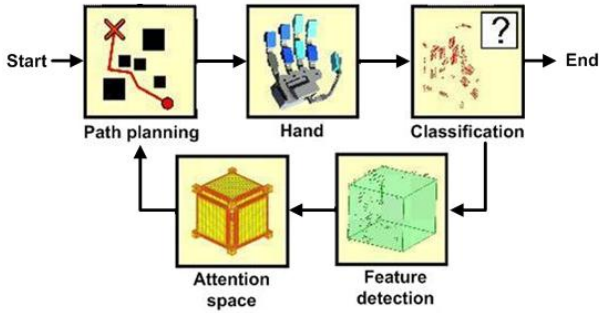 ?
Start
End
Path planning
Hand
Classification
Attention
space
Feature
detection